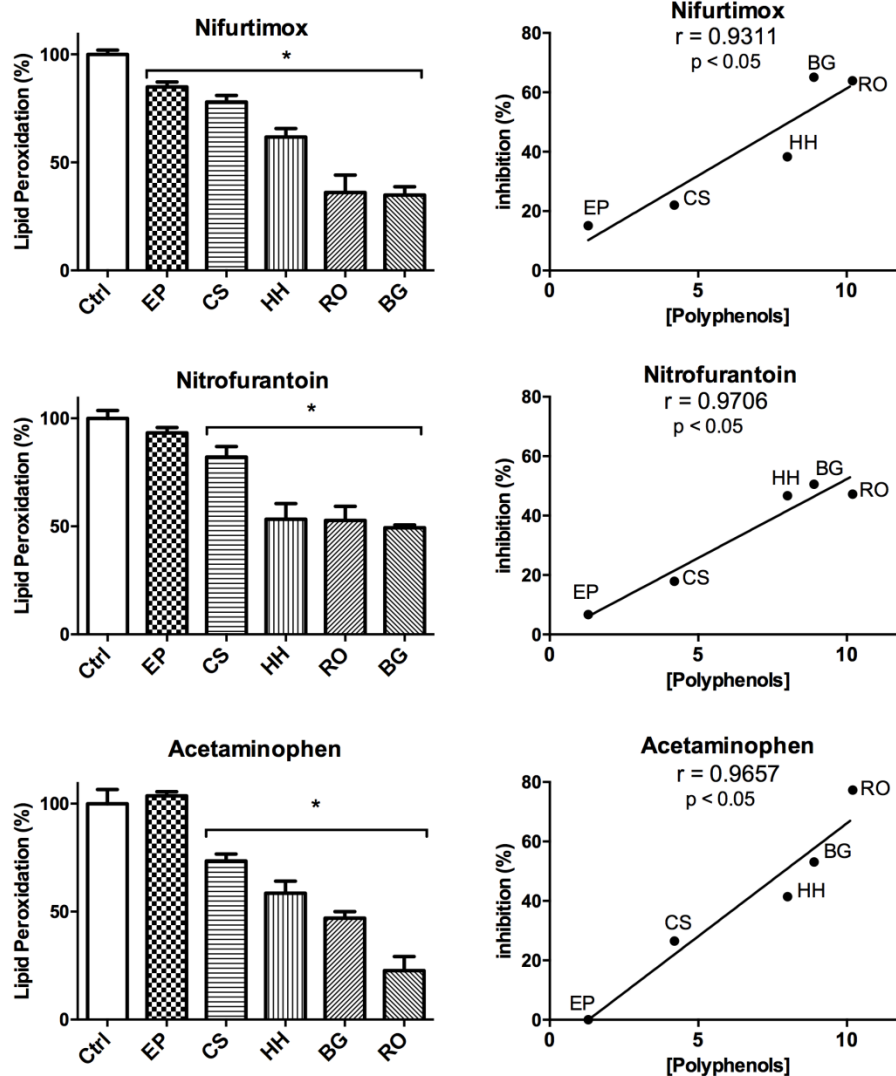 Nifurtimox
*
Lipid Peroxidation (%)
100
50
0
Ctrl
EP
CS
HH
RO
BG
Nifurtimox
r = 0.9311
p < 0.05
inhibition (%)
80
60
40
20
0
EP
CS
HH
BG
RO
0
5
10
[Polyphenols]
Nitrofurantoin
*
Lipid Peroxidation (%)
100
50
0
Ctrl
EP
CS
HH
RO
BG
Nitrofurantoin
r = 0.9706
p < 0.05
inhibition (%)
80
60
40
20
0
EP
CS
HH
BG
RO
0
5
10
[Polyphenols]
Acetaminophen
*
Lipid Peroxidation (%)
100
50
0
Ctrl
EP
CS
HH
BG
RO
Acetaminophen
r = 0.9657
p < 0.05
inhibition (%)
80
60
40
20
0
EP
CS
HH
BG
RO
0
5
10
[Polyphenols]